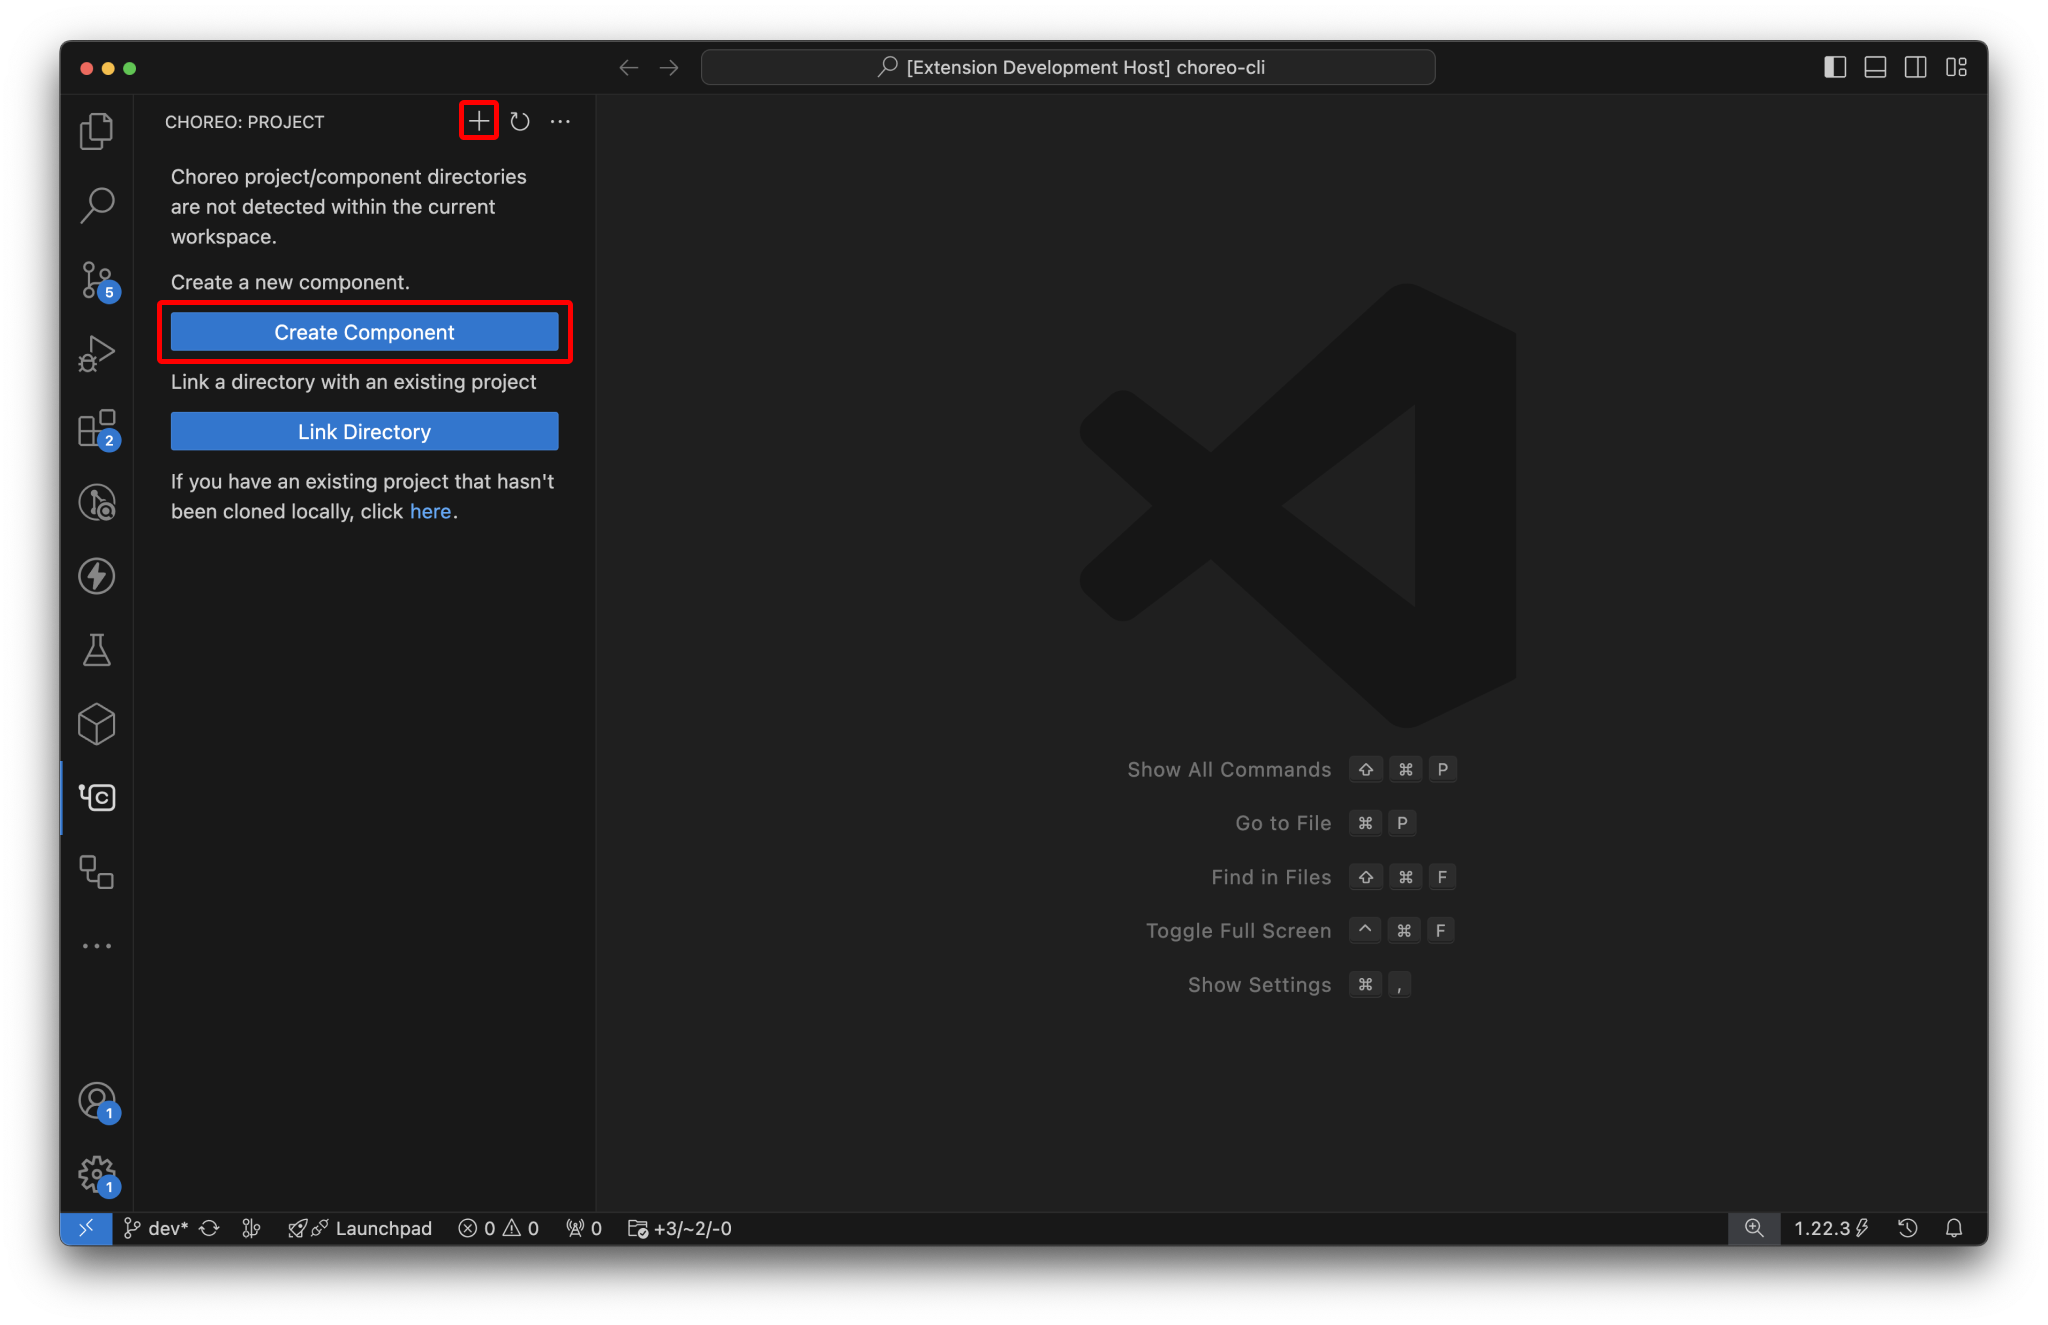 [Extension Development Host] choreo-cli
CHOREO: PROJECT
Choreo project/component directories
are not detected within the current
workspace.
Create a new component.
Create Component
Link a directory with an existing project
Link Directory
If you have an existing project that hasn't
been cloned locally, click here.
5
2
C
1
1
Show All Commands ⇧ ⌘ P
Go to File ⌘ P
Find in Files ⇧ ⌘ F
Toggle Full Screen ^ ⌘ F
Show Settings ⌘ ,
dev* Launchpad 0 0 0 +3/~2/-0 1.22.3